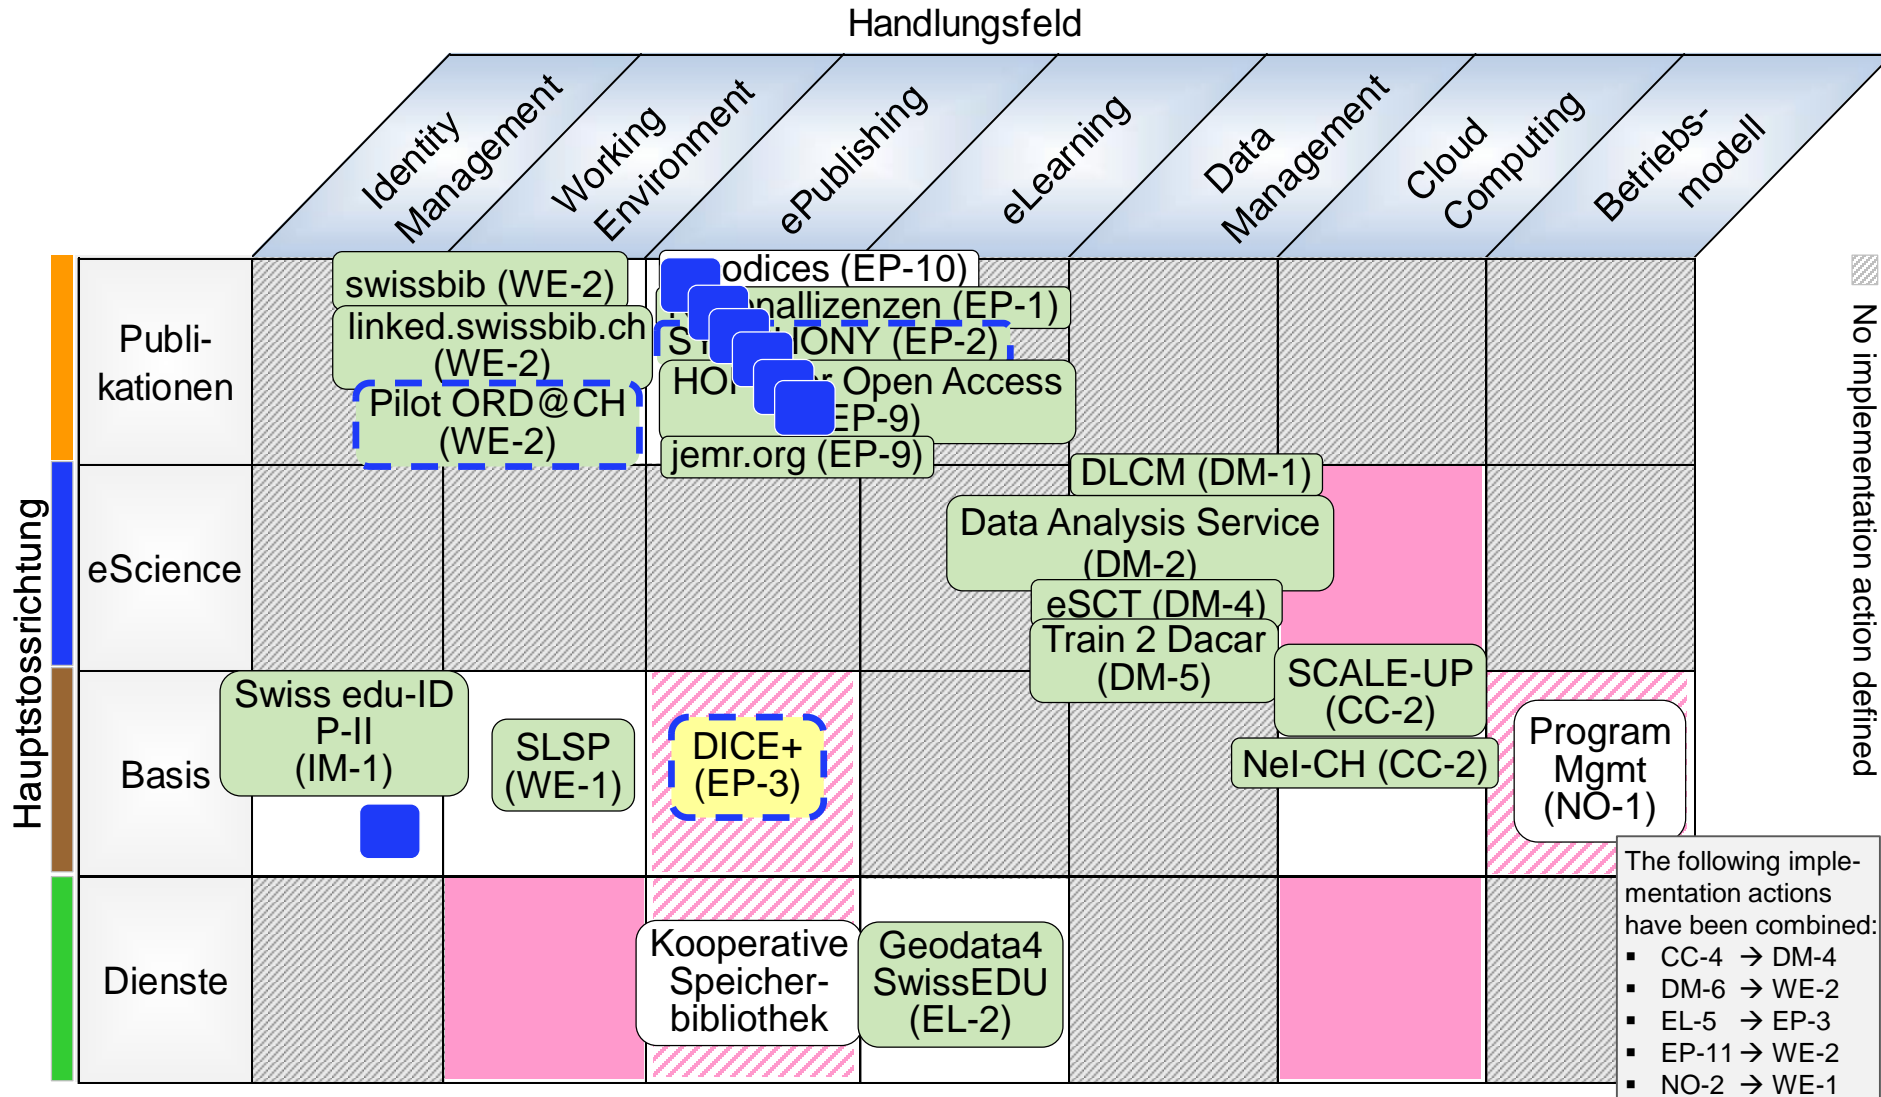 Handlungsfeld
Identity
Management
Working
Environment
ePublishing
eLearning
Data
Management
Cloud
Computing
Betriebs-
modell
Hauptstossrichtung
Publi-
kationen
swissbib (WE-2)
linked.swissbib.ch
(WE-2)
Pilot ORD@CH
(WE-2)
(EP-10)
(EP-1)
(EP-2)
Open Access
EP-9)
jemr.org (EP-9)
eScience
DLCM (DM-1)
Data Analysis Service
(DM-2)
eSCT (DM-4)
Train 2 Dacar
(DM-5)
Basis
Swiss edu-ID
P-II
(IM-1)
SLSP
(WE-1)
DICE+
(EP-3)
SCALE-UP
(CC-2)
NeI-CH (CC-2)
Program
Mgmt
(NO-1)
Dienste
Kooperative
Speicher-
bibliothek
Geodata4
SwissEDU
(EL-2)
No implementation action defined
The following imple-
mentation actions
have been combined:
▪ CC-4 → DM-4
▪ DM-6 → WE-2
▪ EL-5 → EP-3
▪ EP-11 → WE-2
▪ NO-2 → WE-1